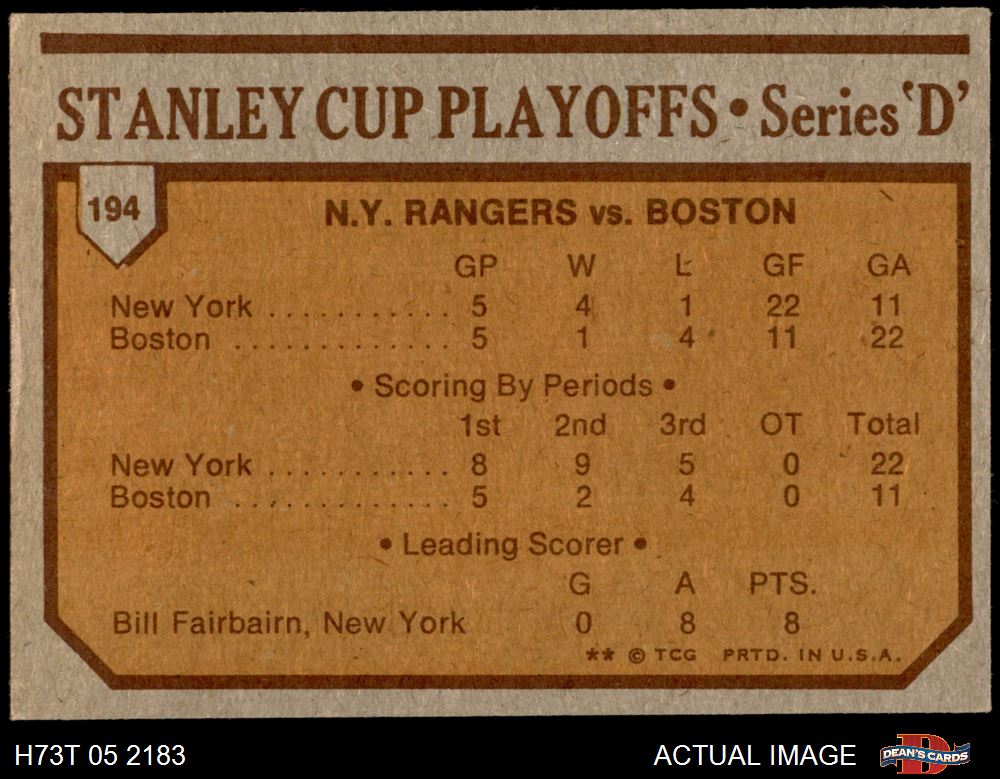 STANLEY CUP PLAYOFFS • Series 'D'
194
N.Y. RANGERS vs. BOSTON
GP W L GF GA
New York .......... 5 4 1 22 11
Boston ............. 5 1 4 11 22
• Scoring By Periods •
1st 2nd 3rd OT Total
New York .......... 8 9 5 0 22
Boston ............. 5 2 4 0 11
• Leading Scorer •
G A PTS.
Bill Fairbairn, New York 0 8 8
** © TCG PRTD. IN U.S.A.
H73T 05 2183 ACTUAL IMAGE DEAN'S CARDS